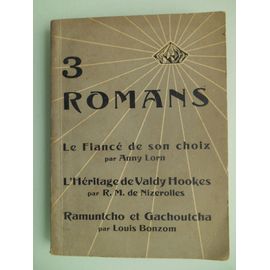 3
ROMANS
Le Fiancé de son choix
par Anny Lorn
L'Héritage de Valdy Hookes
par R. M. de Nizerolles
Ramuntcho et Gachoutcha
par Louis Bonzom